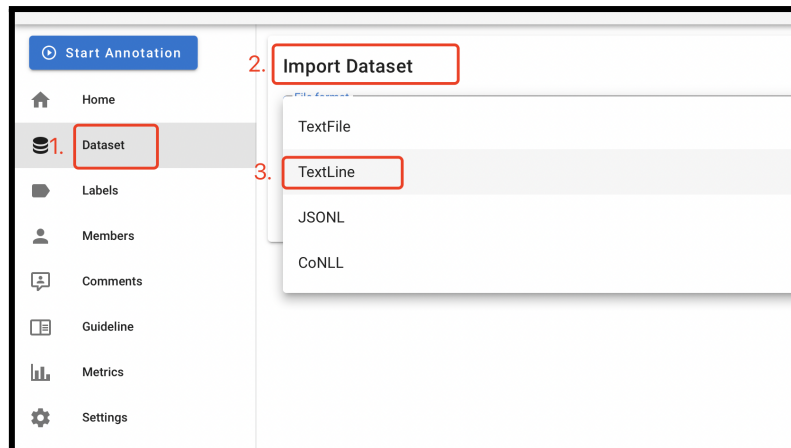 Start Annotation
Home
1. Dataset
Labels
Members
Comments
Guideline
Metrics
Settings
2. Import Dataset
File format
TextFile
3. TextLine
JSONL
CoNLL